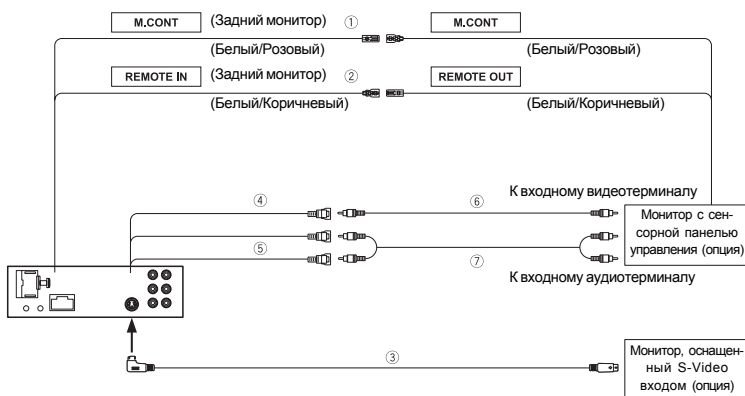 M.CONT (Задний монитор) ① M.CONT
(Белый/Розовый) (Белый/Розовый)
REMOTE IN (Задний монитор) ② REMOTE OUT
(Белый/Коричневый) (Белый/Коричневый)
К входному видеотерминалу
④ ⑥
Монитор с сен-
сорной панелью
управления (опция)
⑤ ⑦
К входному аудиотерминалу
③
Монитор, оснащен-
ный S-Video
входом (опция)